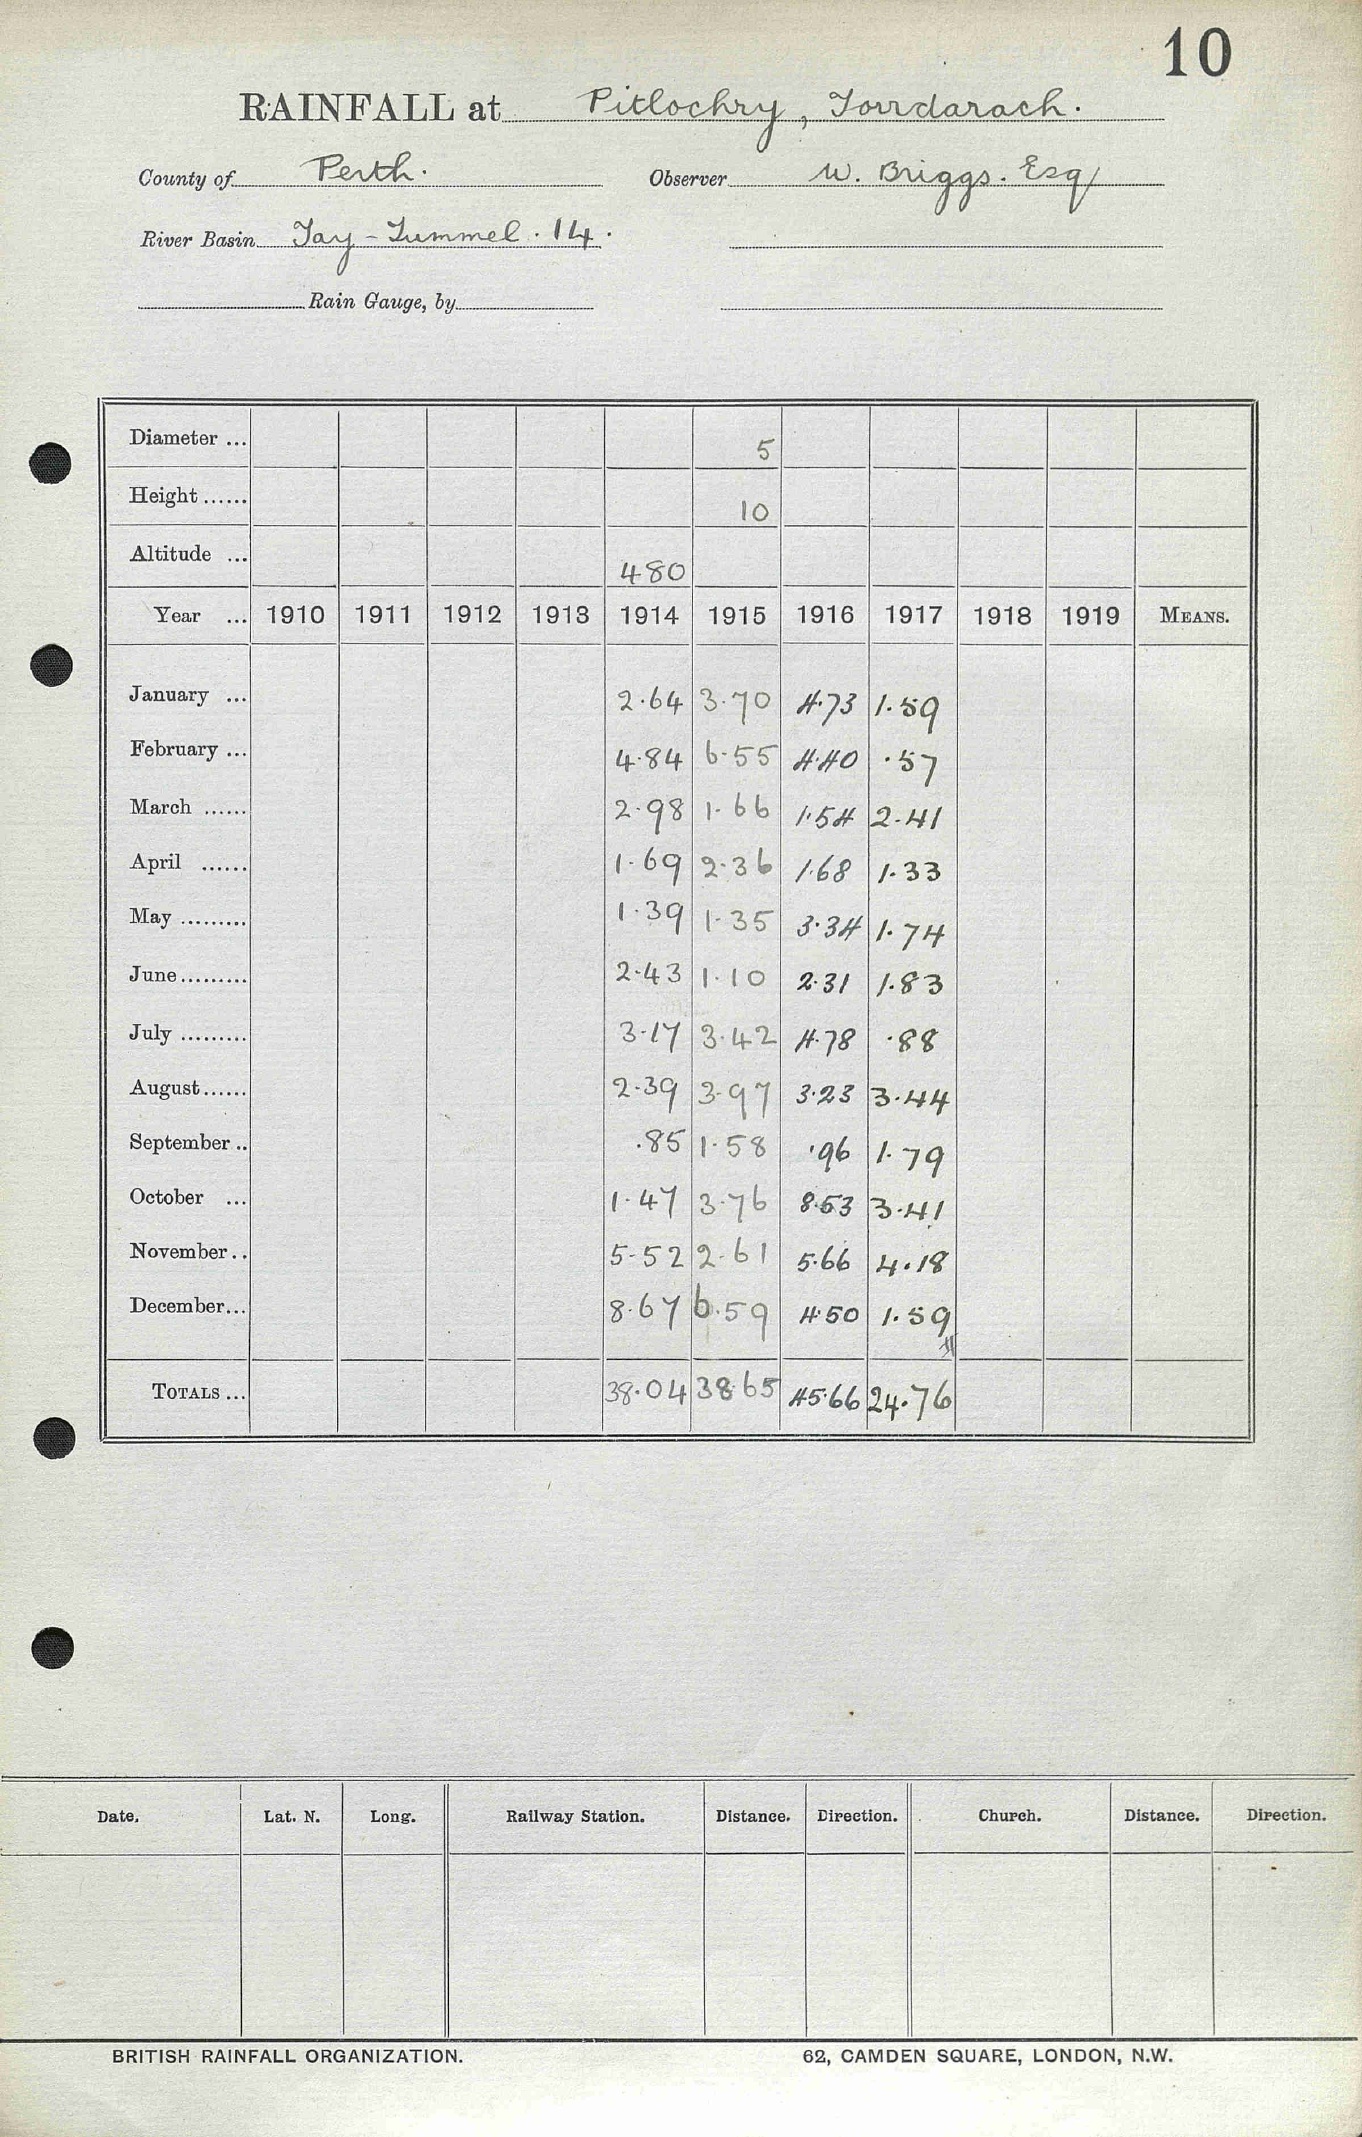 10
RAINFALL at Pitlochry, Torrdarach.
County of Perth. Observer W. Briggs. Esq
River Basin Tay - Tummel . 14 .
Rain Gauge, by
Diameter ... 5
Height ...... 10
Altitude ... 480
Year ... 1910 1911 1912 1913 1914 1915 1916 1917 1918 1919 MEANS.
January ... 2.64 3.70 4.73 1.59
February ... 4.84 6.55 4.40 .57
March ...... 2.98 1.66 1.54 2.41
April ...... 1.69 2.36 1.68 1.33
May ......... 1.39 1.35 3.34 1.74
June ......... 2.43 1.10 2.31 1.83
July ......... 3.17 3.42 4.78 .88
August ...... 2.39 3.97 3.23 3.44
September .. .85 1.58 .96 1.79
October ... 1.47 3.76 8.53 3.41
November .. 5.52 2.61 5.66 4.18
December... 8.67 6.59 4.50 1.59
TOTALS ... 38.04 38.65 45.66 24.76
Date. Lat. N. Long. Railway Station. Distance. Direction. Church. Distance. Direction.
BRITISH RAINFALL ORGANIZATION. 62, CAMDEN SQUARE, LONDON, N.W.